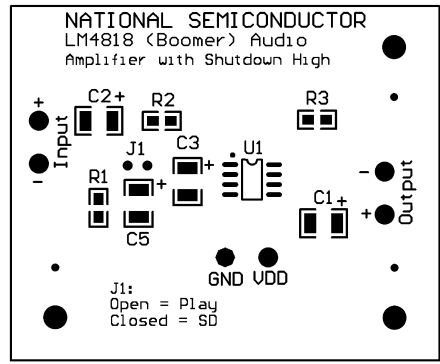 NATIONAL SEMICONDUCTOR
LM4818 (Boomer) Audio
Amplifier with Shutdown High
C2+
R2
R3
+
Input
-
J1
C3
+
U1
-
Output
+
R1
+
C5
C1+
GND VDD
J1:
Open = Play
Closed = SD